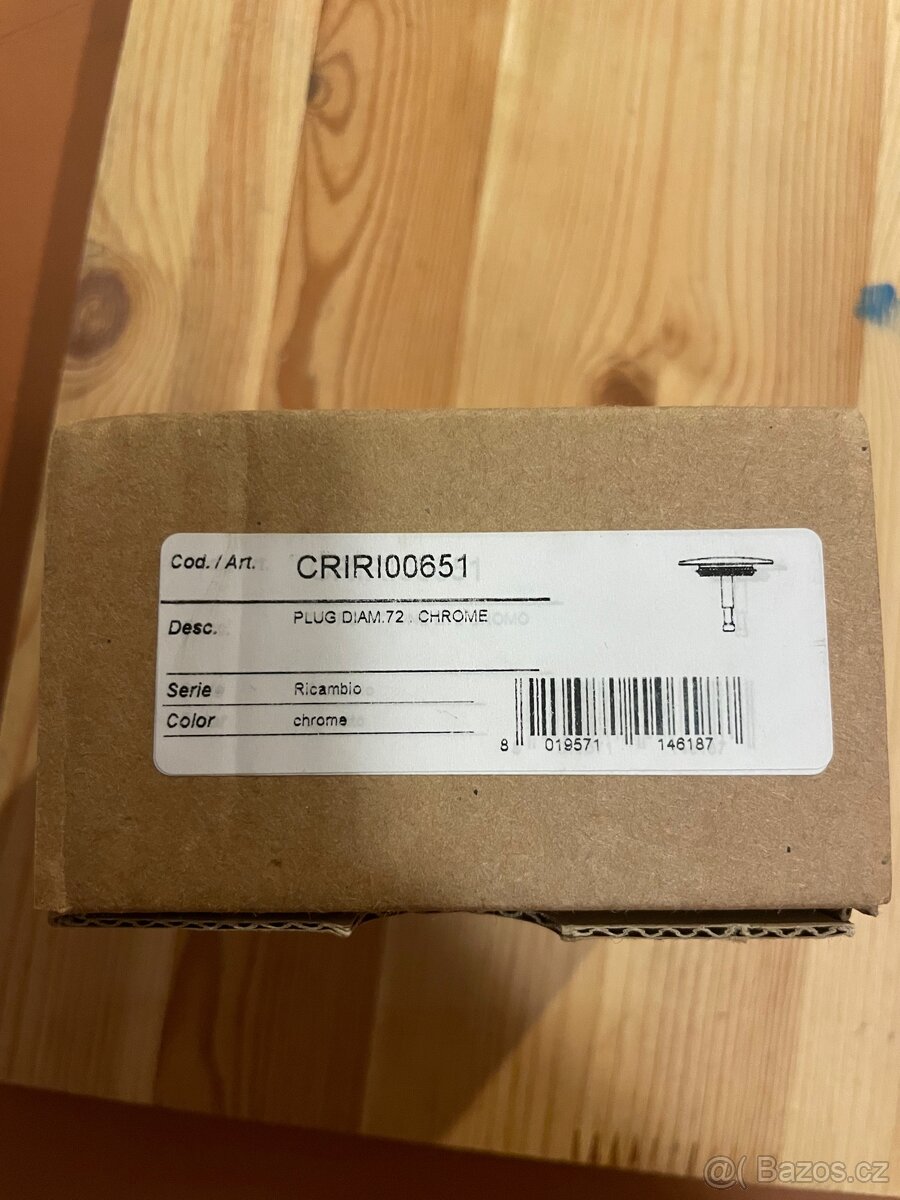 Cod. / Art. CRIRI00651
Desc. PLUG DIAM.72 . CHROME
Serie Ricambio
Color chrome
8 019571 146187
@( Bazos.cz